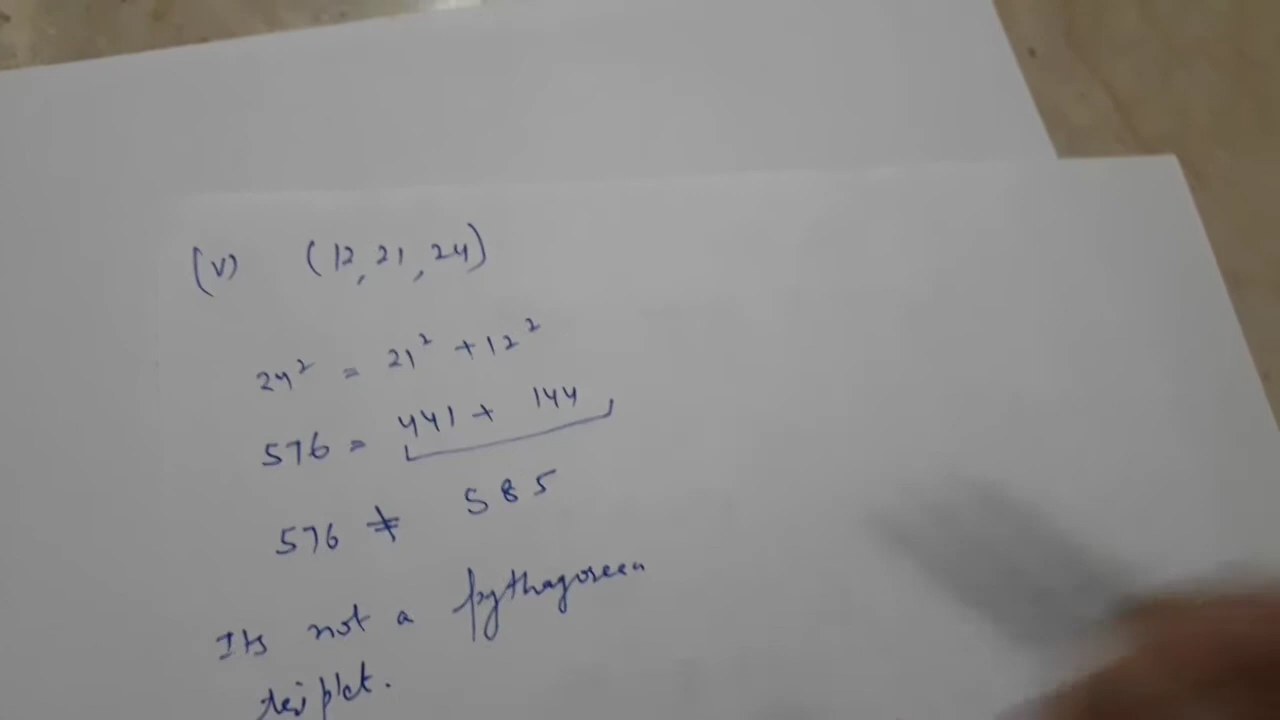 (v) (12, 21, 24)
24² = 21² + 12²
576 = 441 + 144
576 ≠ 585
Its not a pythagoreen
triplet.